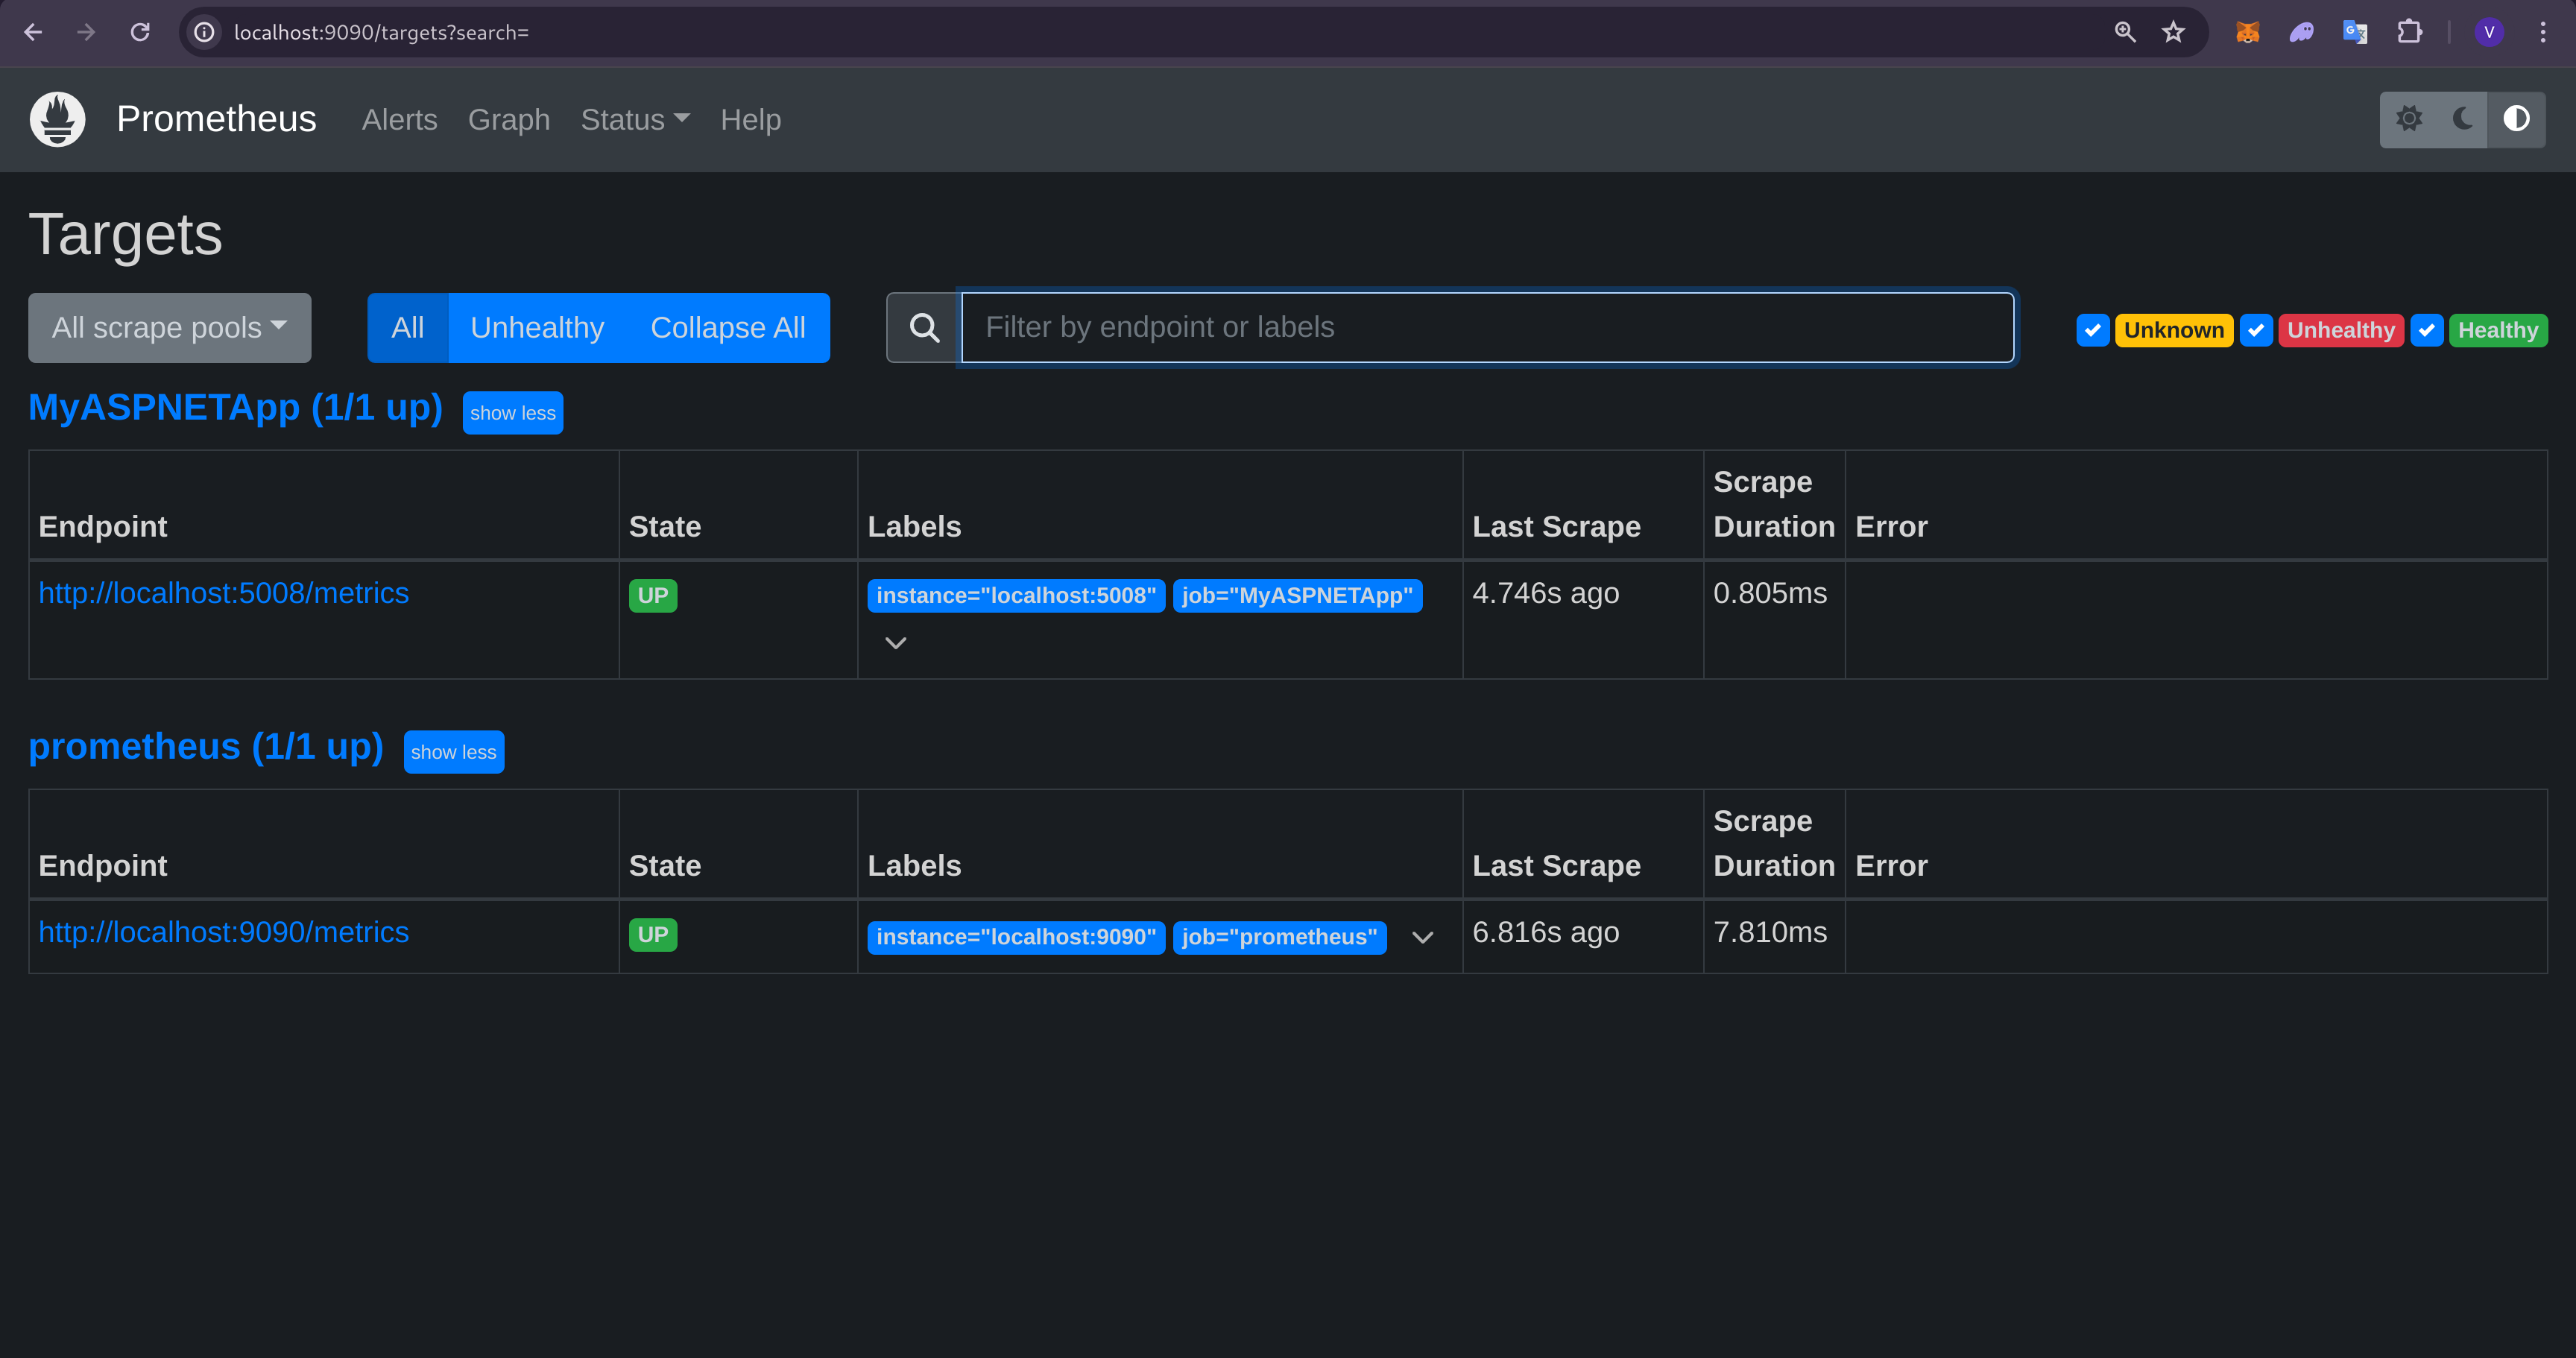 localhost:9090/targets?search=
V
Prometheus Alerts Graph Status Help
Targets
All scrape pools All Unhealthy Collapse All Filter by endpoint or labels Unknown Unhealthy Healthy
MyASPNETApp (1/1 up) show less
Endpoint State Labels Last Scrape Scrape Duration Error
http://localhost:5008/metrics UP instance="localhost:5008" job="MyASPNETApp" 4.746s ago 0.805ms
prometheus (1/1 up) show less
Endpoint State Labels Last Scrape Scrape Duration Error
http://localhost:9090/metrics UP instance="localhost:9090" job="prometheus" 6.816s ago 7.810ms